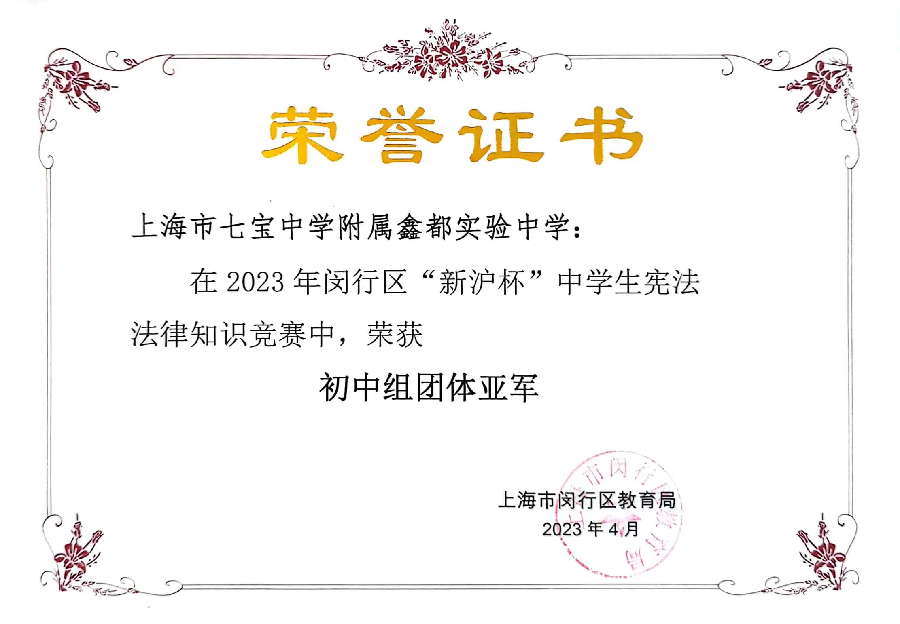 荣誉证书
上海市七宝中学附属鑫都实验中学：
在 2023 年闵行区“新沪杯”中学生宪法
法律知识竞赛中，荣获
初中组团体亚军
上海市闵行区教育局
2023 年 4 月
上海市闵行区教育局